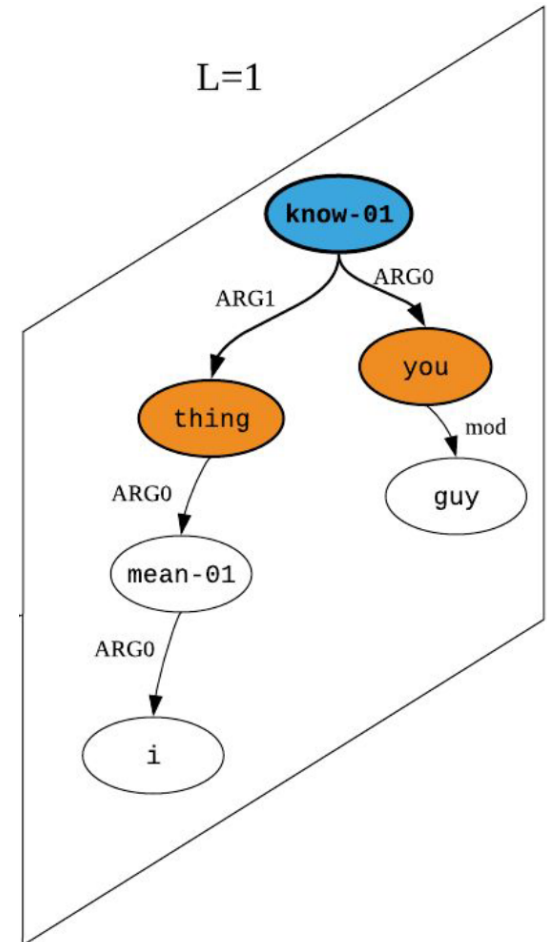 L=1
know-01
ARG1
ARG0
thing
you
ARG0
mod
guy
mean-01
ARG0
i